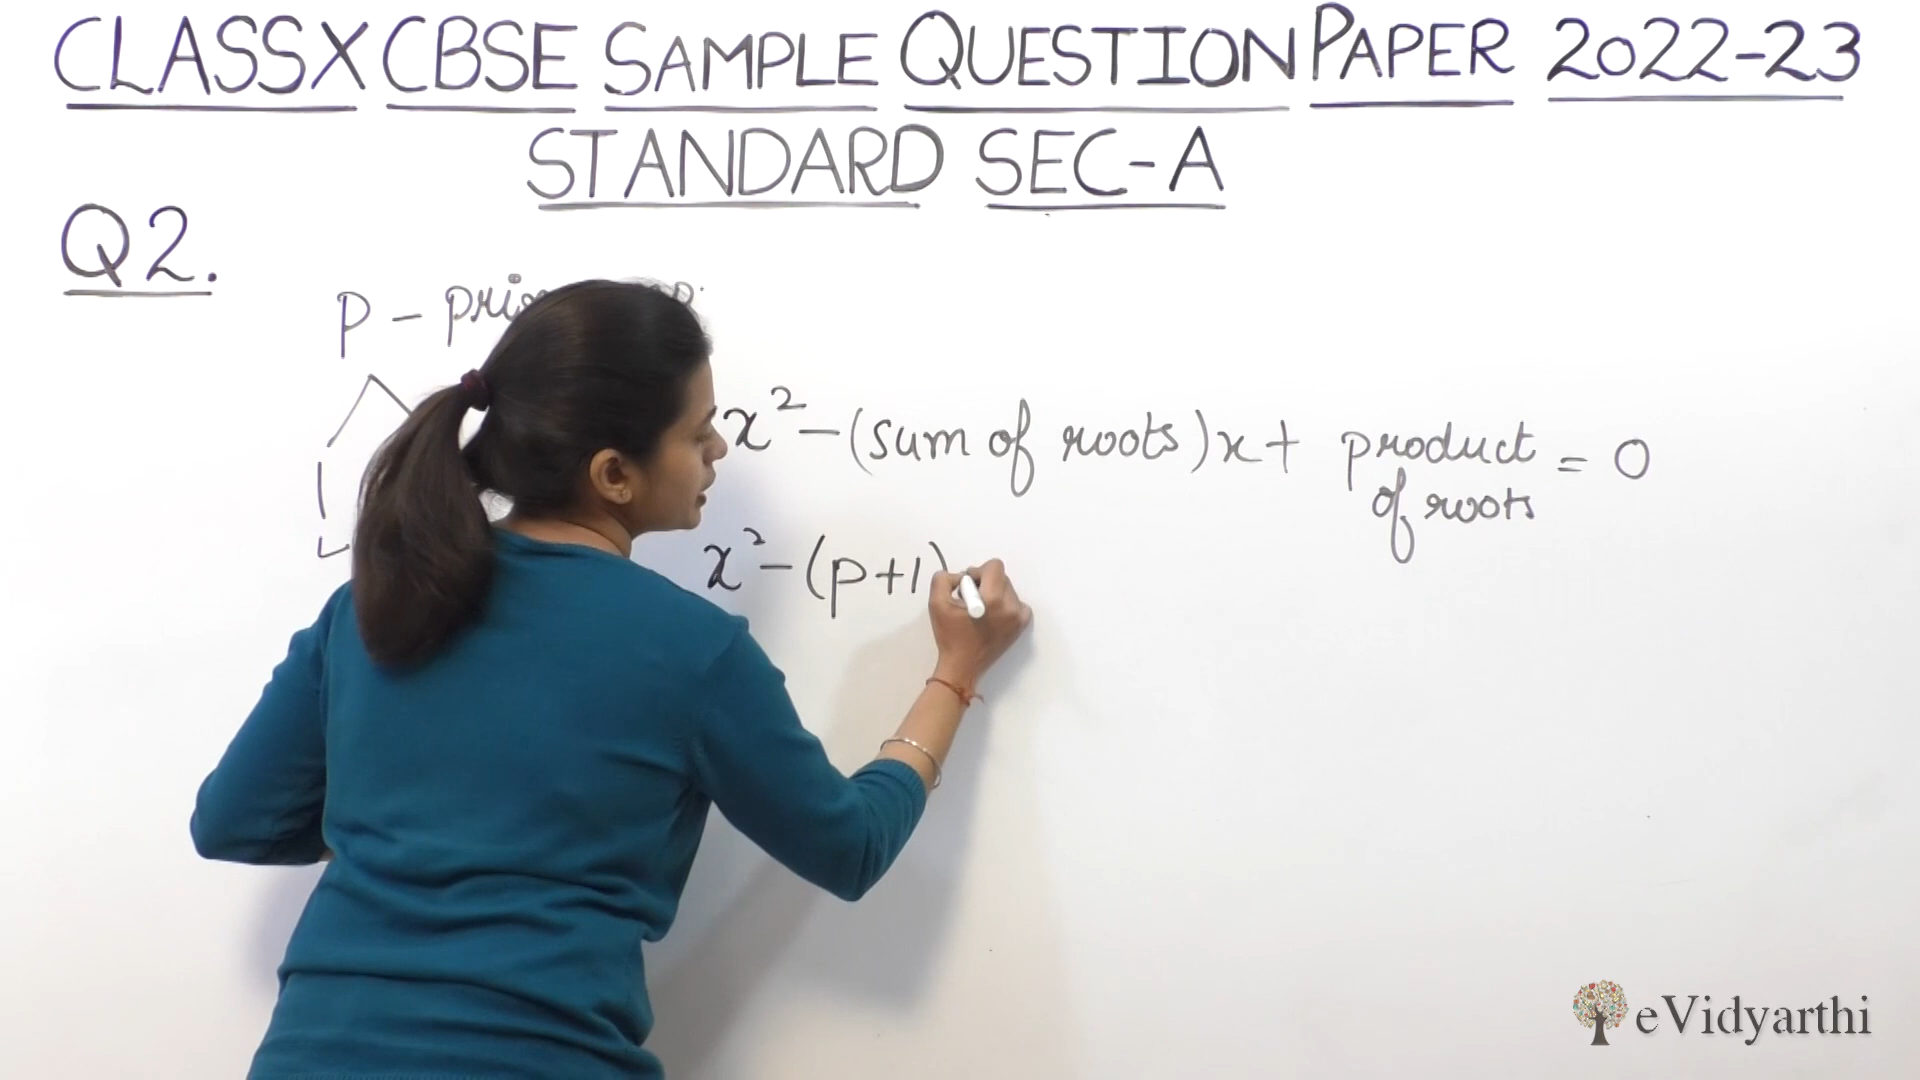 CLASS X CBSE SAMPLE QUESTION PAPER 2022-23
STANDARD SEC-A
Q2.
p -
x² - (sum of roots) x + product of roots = 0
x² - (p+1)
eVidyarthi